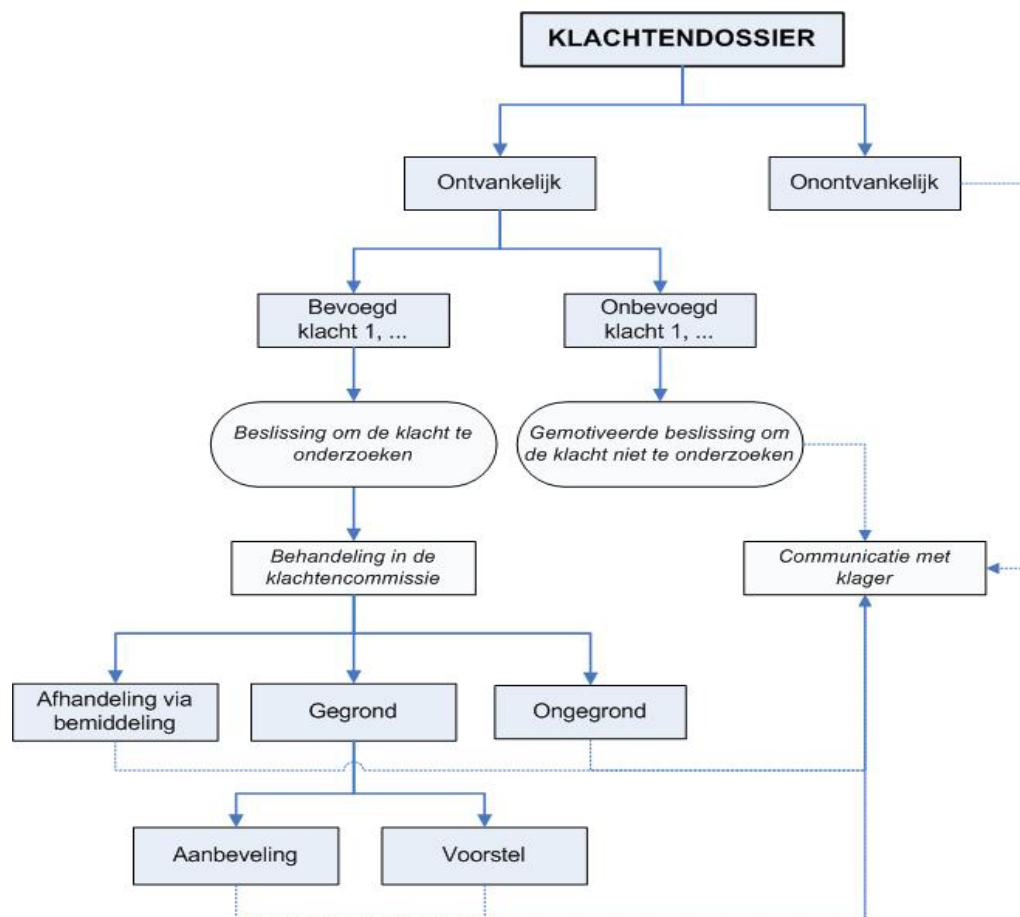 KLACHTENDOSSIER
Ontvankelijk
Onontvankelijk
Bevoegd
klacht 1, ...
Onbevoegd
klacht 1, ...
Beslissing om de klacht te
onderzoeken
Gemotiveerde beslissing om
de klacht niet te onderzoeken
Behandeling in de
klachtencommissie
Communicatie met
klager
Afhandeling via
bemiddeling
Gegrond
Ongegrond
Aanbeveling
Voorstel